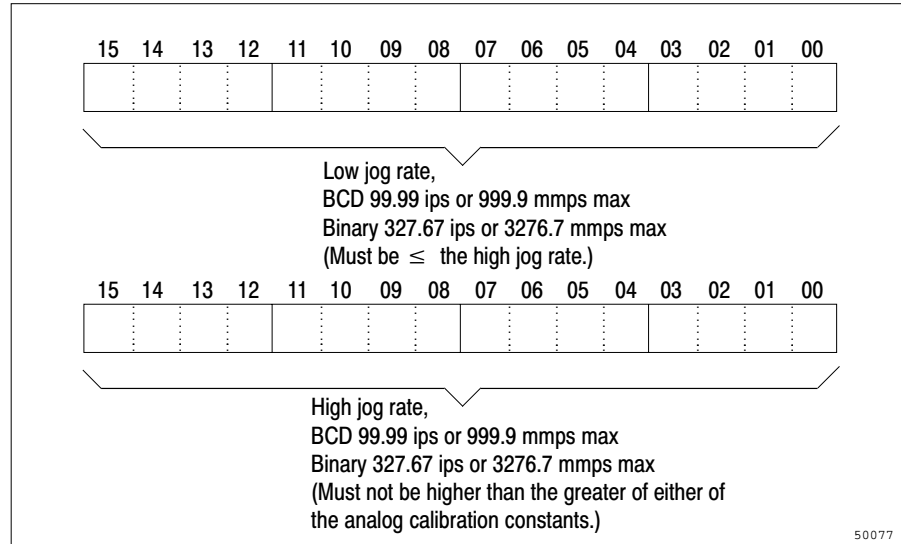 15 14 13 12 11 10 09 08 07 06 05 04 03 02 01 00
Low jog rate,
BCD 99.99 ips or 999.9 mmps max
Binary 327.67 ips or 3276.7 mmps max
(Must be ≤ the high jog rate.)
15 14 13 12 11 10 09 08 07 06 05 04 03 02 01 00
High jog rate,
BCD 99.99 ips or 999.9 mmps max
Binary 327.67 ips or 3276.7 mmps max
(Must not be higher than the greater of either of
the analog calibration constants.)
50077